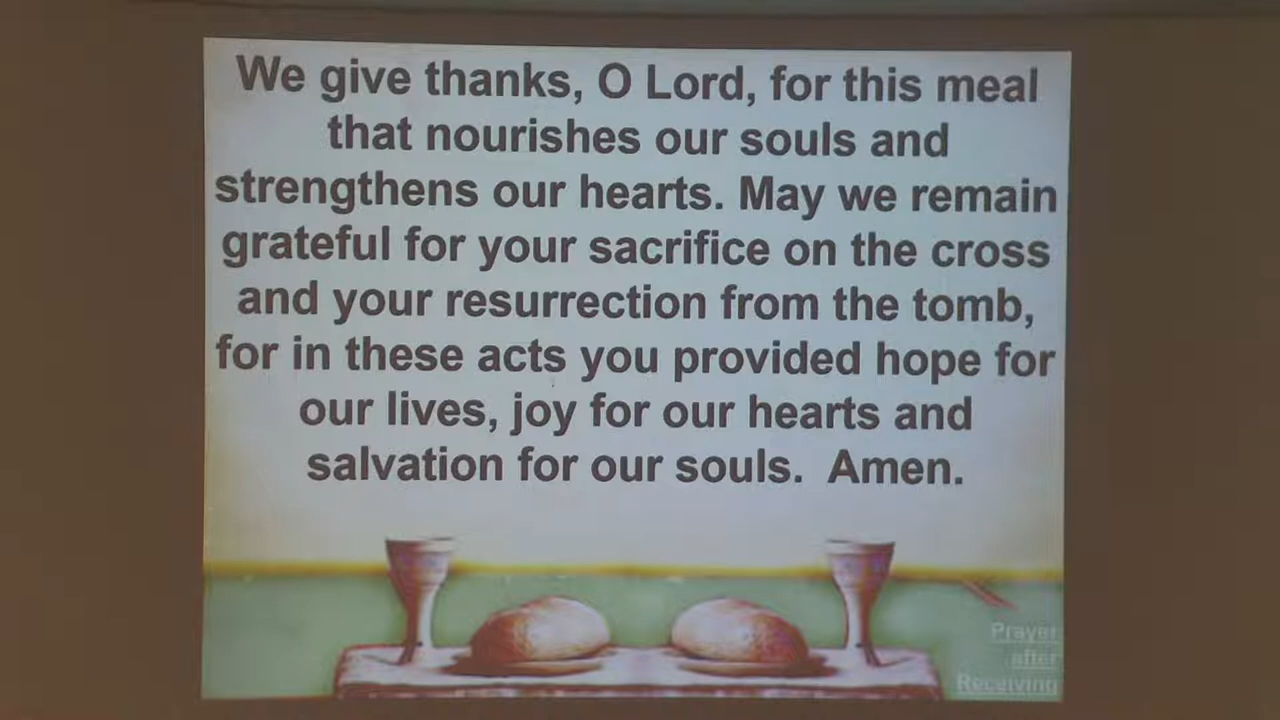 We give thanks, O Lord, for this meal
that nourishes our souls and
strengthens our hearts. May we remain
grateful for your sacrifice on the cross
and your resurrection from the tomb,
for in these acts you provided hope for
our lives, joy for our hearts and
salvation for our souls.  Amen.
Prayer
after
Receiving